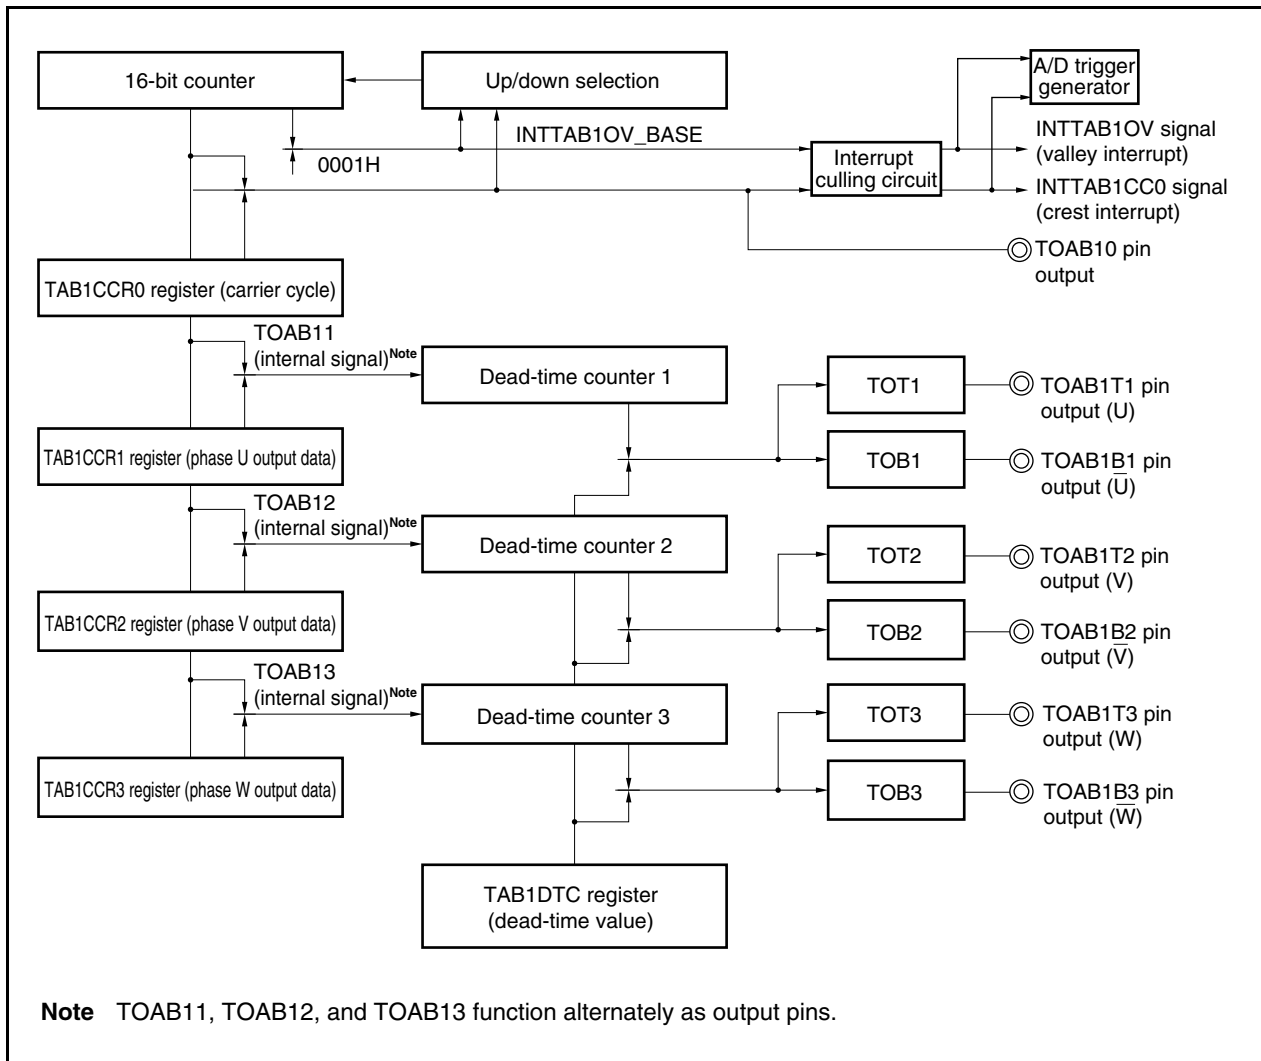 16-bit counter
Up/down selection
A/D trigger
generator
INTTAB1OV_BASE
0001H
Interrupt
culling circuit
INTTAB1OV signal
(valley interrupt)
INTTAB1CC0 signal
(crest interrupt)
TOAB10 pin
output
TAB1CCR0 register (carrier cycle)
TOAB11
(internal signal)Note
Dead-time counter 1
TOT1
TOAB1T1 pin
output (U)
TAB1CCR1 register (phase U output data)
TOB1
TOAB1B1 pin
output (U̅)
TOAB12
(internal signal)Note
Dead-time counter 2
TOT2
TOAB1T2 pin
output (V)
TAB1CCR2 register (phase V output data)
TOB2
TOAB1B2 pin
output (V̅)
TOAB13
(internal signal)Note
Dead-time counter 3
TOT3
TOAB1T3 pin
output (W)
TAB1CCR3 register (phase W output data)
TOB3
TOAB1B3 pin
output (W̅)
TAB1DTC register
(dead-time value)
Note TOAB11, TOAB12, and TOAB13 function alternately as output pins.